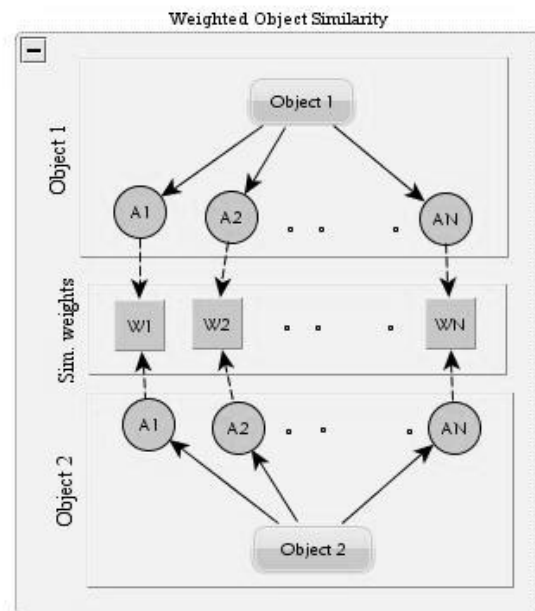 Weighted Object Similarity
Object 1
Object 1
A1 A2 AN
Sim. weights
W1 W2 WN
Object 2
A1 A2 AN
Object 2